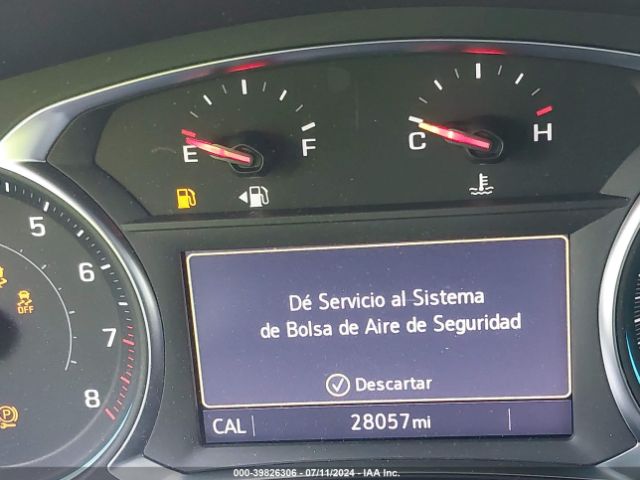 E
F
C
H
5
6
7
8
OFF
P
Dé Servicio al Sistema
de Bolsa de Aire de Seguridad
Descartar
CAL
28057mi
000-39826306 - 07/11/2024 - IAA Inc.